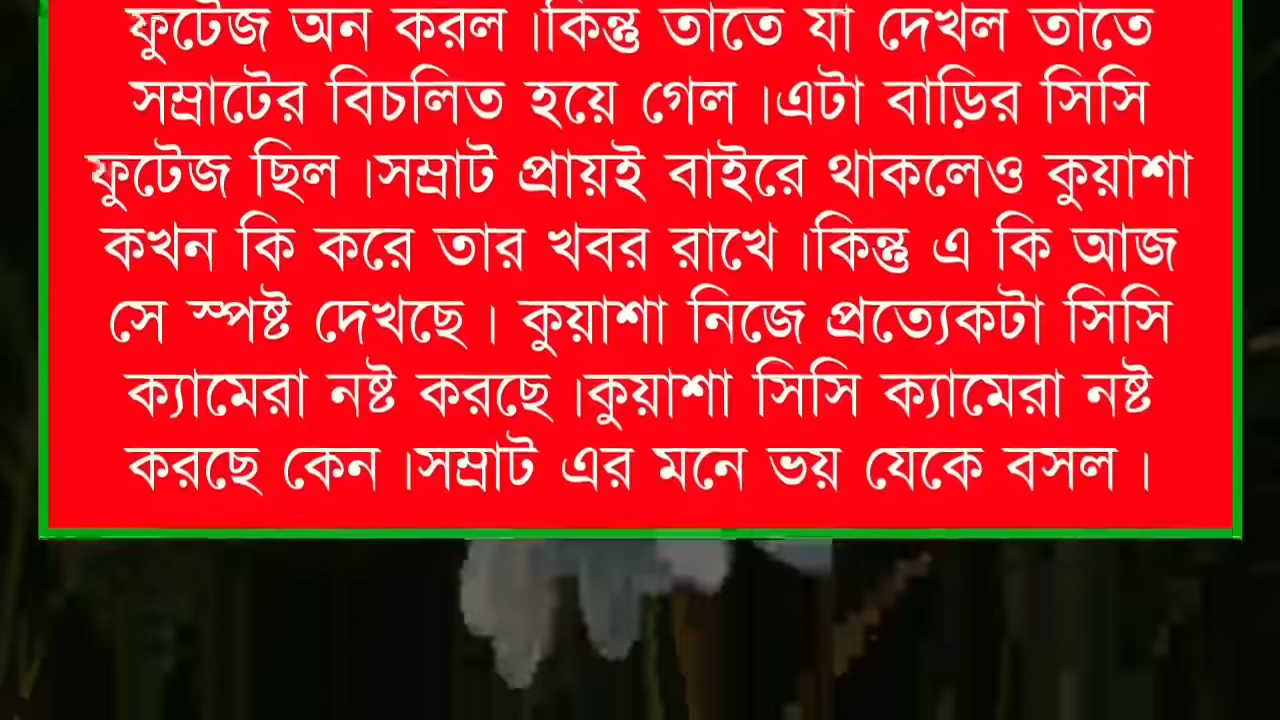 ফুটেজ অন করল ।কিন্তু তাতে যা দেখল তাতে
সম্রাটের বিচলিত হয়ে গেল ।এটা বাড়ির সিসি
ফুটেজ ছিল ।সম্রাট প্রায়ই বাইরে থাকলেও কুয়াশা
কখন কি করে তার খবর রাখে ।কিন্তু এ কি আজ
সে স্পষ্ট দেখছে । কুয়াশা নিজে প্রত্যেকটা সিসি
ক্যামেরা নষ্ট করছে ।কুয়াশা সিসি ক্যামেরা নষ্ট
করছে কেন ।সম্রাট এর মনে ভয় যেকে বসল ।